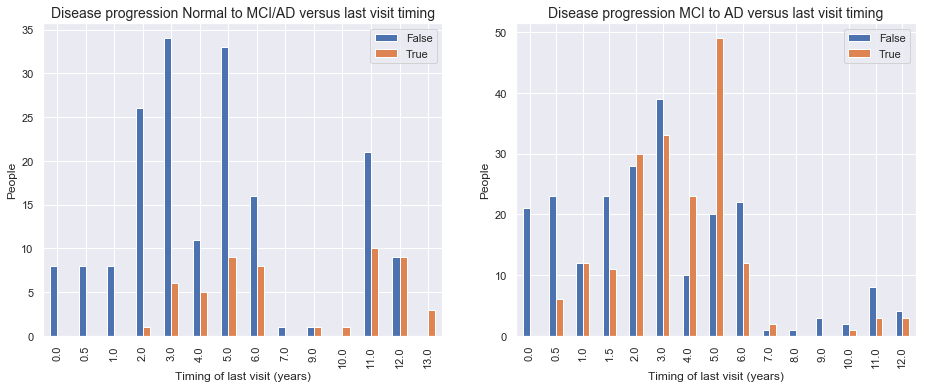 Disease progression Normal to MCI/AD versus last visit timing
35
30
25
20
15
10
5
0
People
False
True
0.0 0.5 1.0 2.0 3.0 4.0 5.0 6.0 7.0 9.0 10.0 11.0 12.0 13.0
Timing of last visit (years)
Disease progression MCI to AD versus last visit timing
50
40
30
20
10
0
People
False
True
0.0 0.5 1.0 1.5 2.0 3.0 4.0 5.0 6.0 7.0 8.0 9.0 10.0 11.0 12.0
Timing of last visit (years)